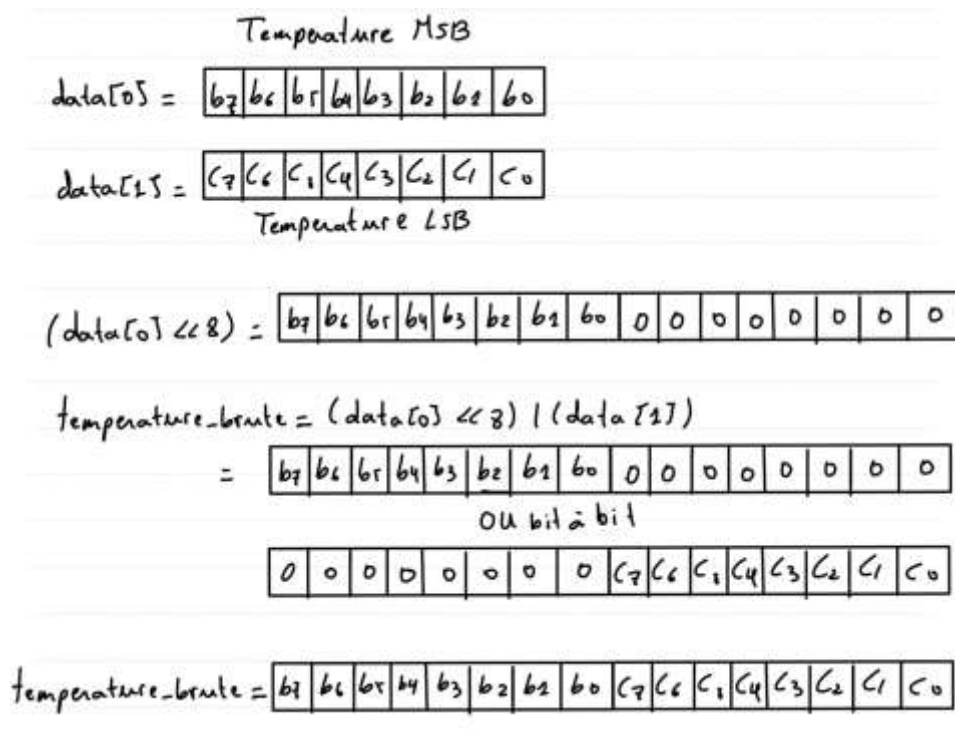 Temperature MSB
data[0] = b7 b6 b5 b4 b3 b2 b1 b0
data[1] = C7 C6 C5 C4 C3 C2 C1 C0
Temperature LSB
(data[0] << 8) = b7 b6 b5 b4 b3 b2 b1 b0 0 0 0 0 0 0 0 0
temperature_brute = (data[0] << 8) | (data[1])
= b7 b6 b5 b4 b3 b2 b1 b0 0 0 0 0 0 0 0 0
OU bit à bit
0 0 0 0 0 0 0 0 C7 C6 C5 C4 C3 C2 C1 C0
temperature_brute = b7 b6 b5 b4 b3 b2 b1 b0 C7 C6 C5 C4 C3 C2 C1 C0